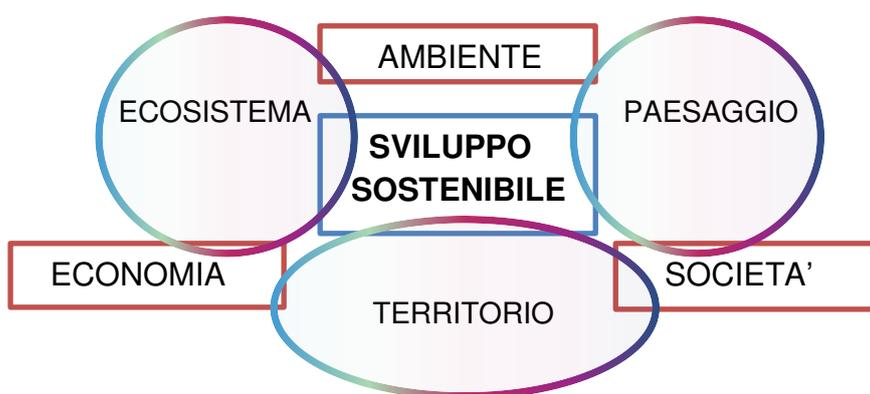 AMBIENTE
ECOSISTEMA
PAESAGGIO
SVILUPPO
SOSTENIBILE
ECONOMIA
SOCIETA’
TERRITORIO